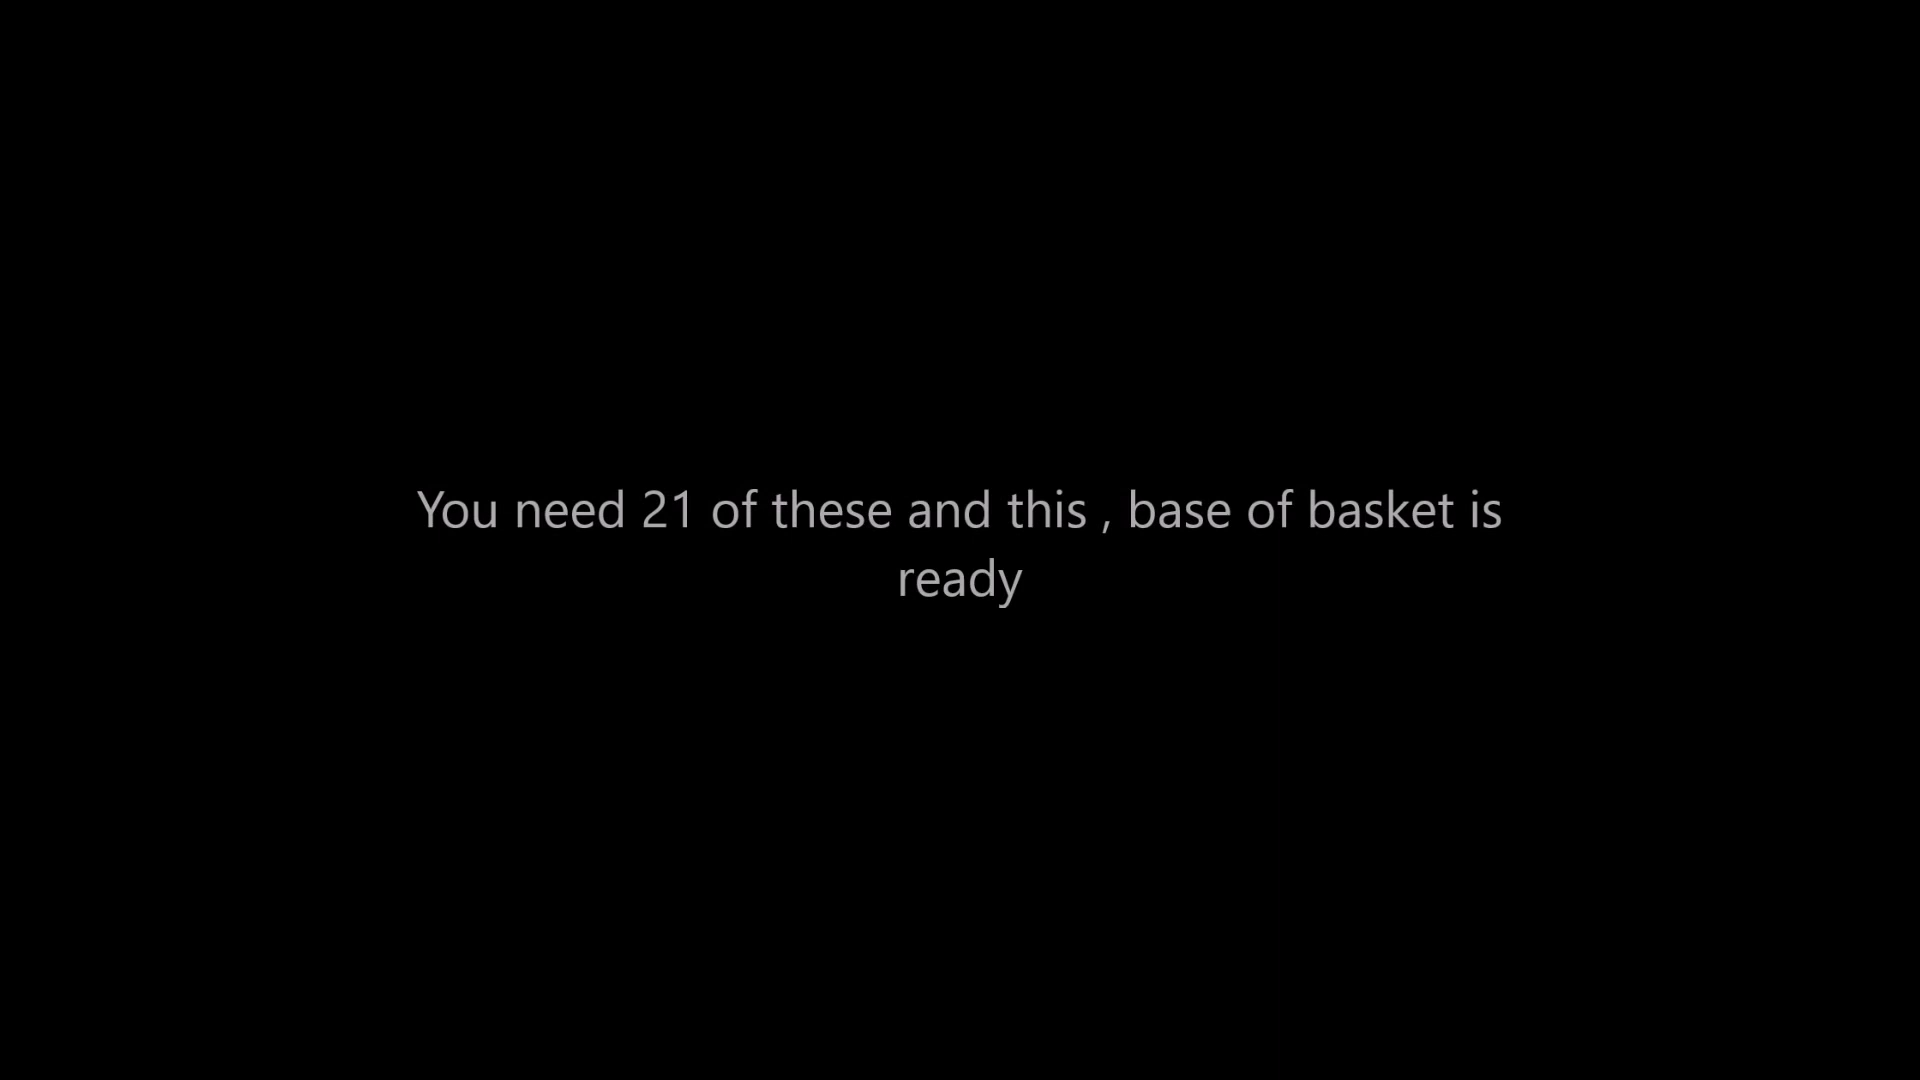 You need 21 of these and this , base of basket is
ready